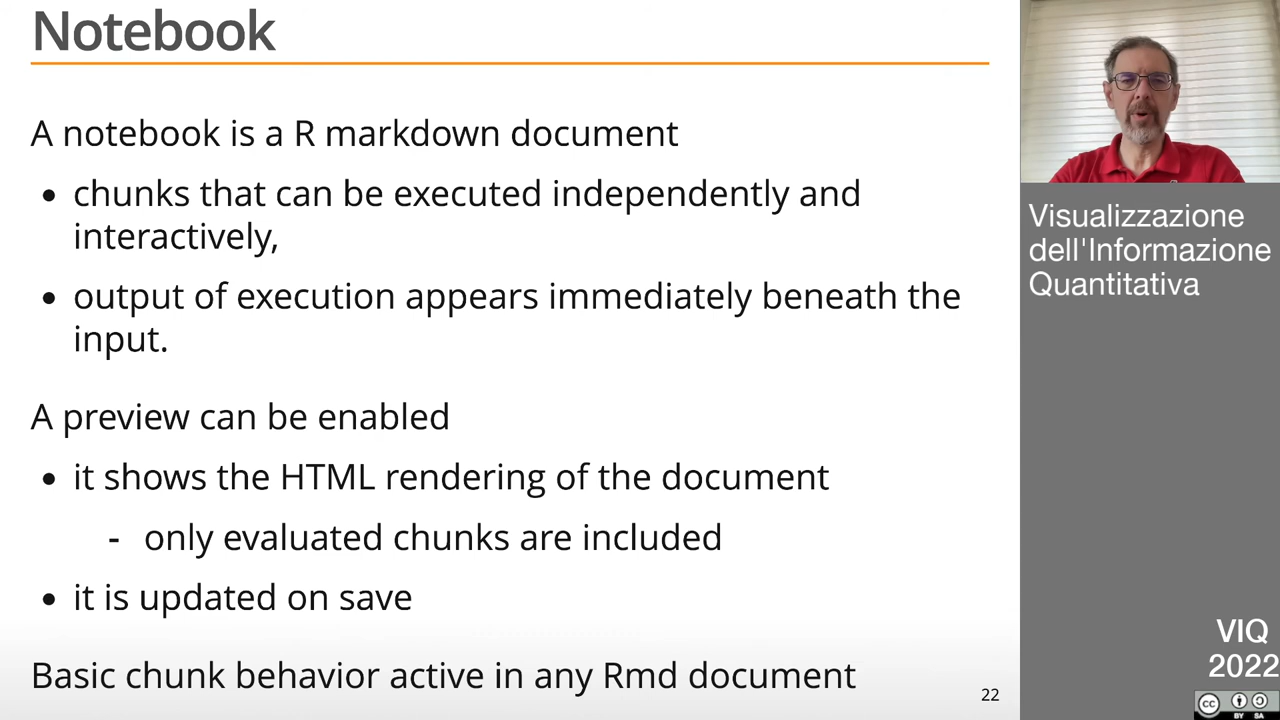 Notebook
A notebook is a R markdown document
• chunks that can be executed independently and
interactively,
• output of execution appears immediately beneath the
input.
A preview can be enabled
• it shows the HTML rendering of the document
- only evaluated chunks are included
• it is updated on save
Basic chunk behavior active in any Rmd document
22
Visualizzazione
dell'Informazione
Quantitativa
VIQ
2022
cc
BY SA